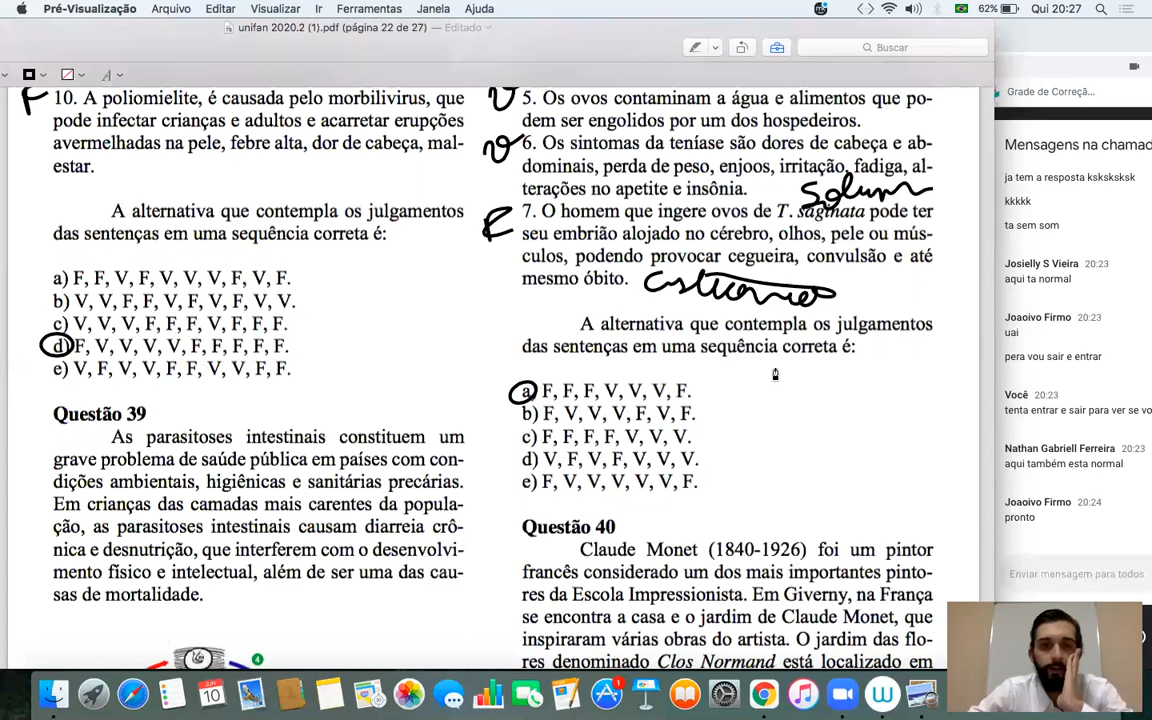 Pré-Visualização Arquivo Editar Visualizar Ir Ferramentas Janela Ajuda 62% Qui 20:27
unifan 2020.2 (1).pdf (página 22 de 27) — Editado
Buscar
A
10. A poliomielite, é causada pelo morbilivirus, que
pode infectar crianças e adultos e acarretar erupções
avermelhadas na pele, febre alta, dor de cabeça, mal-
estar.
A alternativa que contempla os julgamentos
das sentenças em uma sequência correta é:
a) F, F, V, F, V, V, V, F, V, F.
b) V, V, F, F, V, F, V, F, V, V.
c) V, V, V, F, F, F, V, F, F, F.
d) F, V, V, V, V, F, F, F, F, F.
e) V, F, V, V, F, F, V, V, F, F.
Questão 39
As parasitoses intestinais constituem um
grave problema de saúde pública em países com con-
dições ambientais, higiênicas e sanitárias precárias.
Em crianças das camadas mais carentes da popula-
ção, as parasitoses intestinais causam diarreia crô-
nica e desnutrição, que interferem com o desenvolvi-
mento físico e intelectual, além de ser uma das cau-
sas de mortalidade.
4
V
5. Os ovos contaminam a água e alimentos que po-
dem ser engolidos por um dos hospedeiros.
V
6. Os sintomas da teníase são dores de cabeça e ab-
dominais, perda de peso, enjoos, irritação, fadiga, al-
terações no apetite e insônia.
Solium
F
7. O homem que ingere ovos de T. saginata pode ter
seu embrião alojado no cérebro, olhos, pele ou mús-
culos, podendo provocar cegueira, convulsão e até
mesmo óbito.
A alternativa que contempla os julgamentos
das sentenças em uma sequência correta é:
a) F, F, F, V, V, V, F.
b) F, V, V, V, F, V, F.
c) F, F, F, F, V, V, V.
d) V, F, V, F, V, V, V.
e) F, V, V, V, V, V, F.
Questão 40
Claude Monet (1840-1926) foi um pintor
francês considerado um dos mais importantes pinto-
res da Escola Impressionista. Em Giverny, na França
se encontra a casa e o jardim de Claude Monet, que
inspiraram várias obras do artista. O jardim das flo-
res denominado Clos Normand está localizado em
Grade de Correçã...
Mensagens na chamad
ja tem a resposta ksksksksk
kkkkk
ta sem som
Josielly S Vieira 20:23
aqui ta normal
Joaoivo Firmo 20:23
uai
pera vou sair e entrar
Você 20:23
tenta entrar e sair para ver se vo
Nathan Gabriell Ferreira 20:23
aqui também esta normal
Joaoivo Firmo 20:24
pronto
Enviar mensagem para todos
JUN
10
1
W